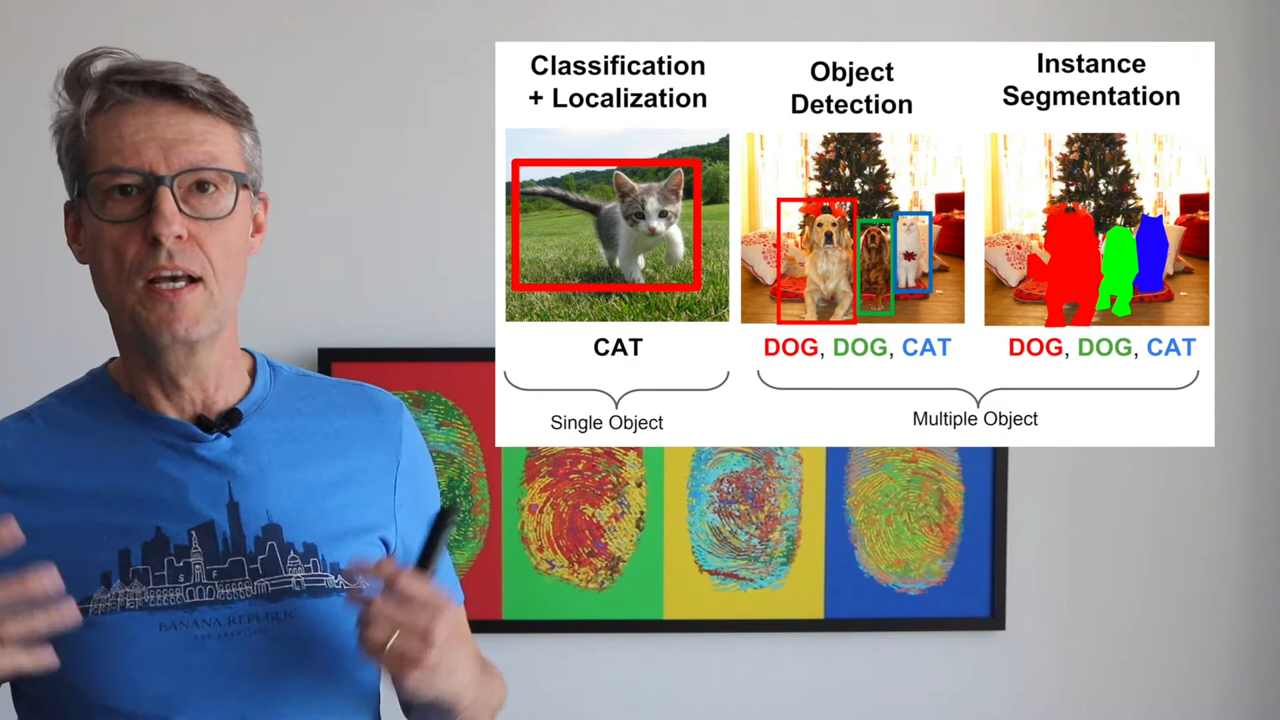 Classification
+ Localization
Object
Detection
Instance
Segmentation
CAT
DOG, DOG, CAT
DOG, DOG, CAT
Single Object
Multiple Object
S F
BANANA REPUBLIC